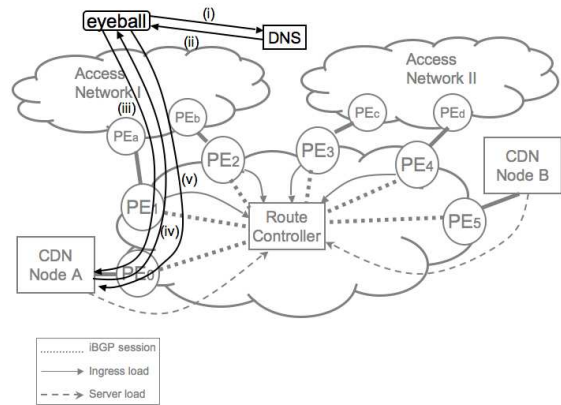 eyeball
(i)
(ii)
DNS
Access
Network I
(iii)
PEa
PEb
PE2
(v)
PE1
(iv)
CDN
Node A
PE0
Access
Network II
PEc
PEd
PE3
PE4
CDN
Node B
PE5
Route
Controller
iBGP session
Ingress load
Server load